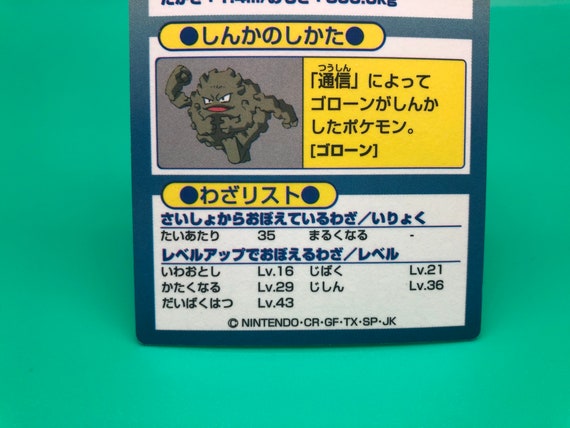 ●しんかのしかた●
「通信」によって
つうしん
ゴローンがしんか
したポケモン。
[ゴローン]
●わざリスト●
さいしょからおぼえているわざ/いりょく
たいあたり 35 まるくなる -
レベルアップでおぼえるわざ/レベル
いわおとし Lv.16 じばく Lv.21
かたくなる Lv.29 じしん Lv.36
だいばくはつ Lv.43
© NINTENDO・CR・GF・TX・SP・JK